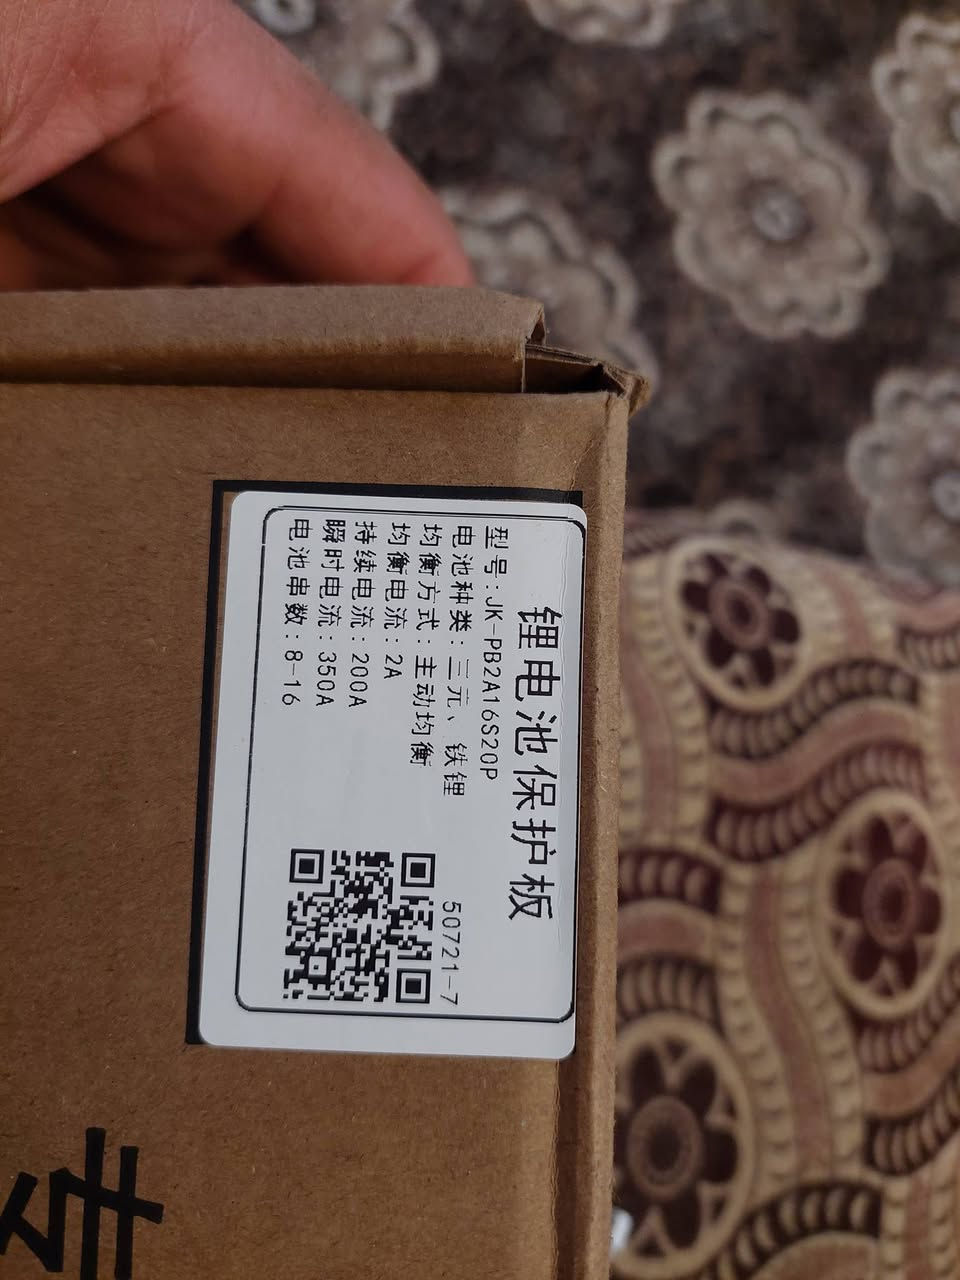 锂电池保护板
型号:JK-PB2A16S20P
电池种类:三元、铁锂
均衡方式:主动均衡
均衡电流:2A
持续电流:200A
瞬时电流:350A
电池串数:8-16
50721-7